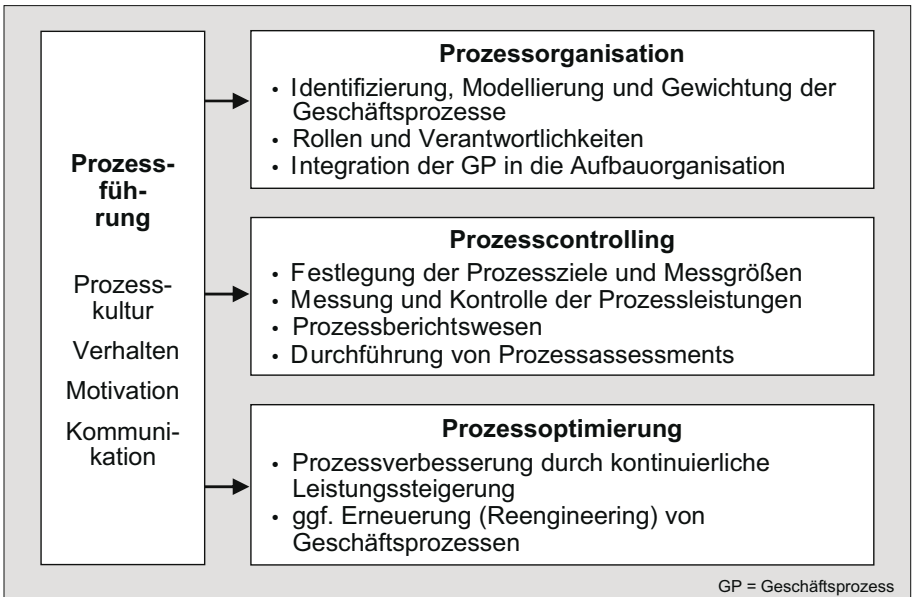 Prozess-
füh-
rung
Prozess-
kultur
Verhalten
Motivation
Kommuni-
kation
Prozessorganisation
• Identifizierung, Modellierung und Gewichtung der
Geschäftsprozesse
• Rollen und Verantwortlichkeiten
• Integration der GP in die Aufbauorganisation
Prozesscontrolling
• Festlegung der Prozessziele und Messgrößen
• Messung und Kontrolle der Prozessleistungen
• Prozessberichtswesen
• Durchführung von Prozessassessments
Prozessoptimierung
• Prozessverbesserung durch kontinuierliche
Leistungssteigerung
• ggf. Erneuerung (Reengineering) von
Geschäftsprozessen
GP = Geschäftsprozess